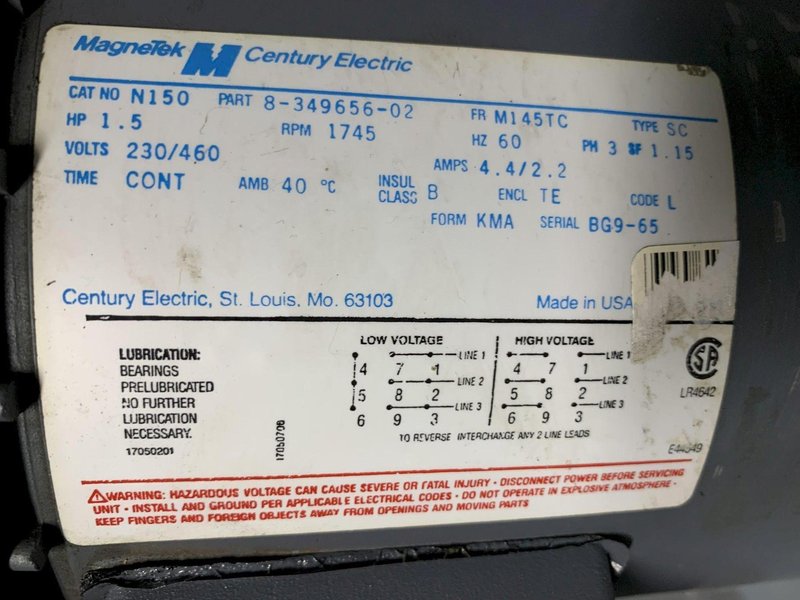 MagneTek M Century Electric
CAT NO N150 PART 8-349656-02 FR M145TC TYPE SC
HP 1.5 RPM 1745 HZ 60 PH 3 SF 1.15
VOLTS 230/460 AMPS 4.4/2.2
TIME CONT AMB 40 °C INSUL CLASS B ENCL TE CODE L
FORM KMA SERIAL BG9-65
Century Electric, St. Louis, Mo. 63103 Made in USA
LUBRICATION:
BEARINGS
PRELUBRICATED
NO FURTHER
LUBRICATION
NECESSARY.
17050201
17050706
LOW VOLTAGE HIGH VOLTAGE
LINE 1 LINE 1
4 7 1 4 7 1
LINE 2 LINE 2
5 8 2 5 8 2
LINE 3 LINE 3
6 9 3 6 9 3
TO REVERSE INTERCHANGE ANY 2 LINE LEADS
SA
LR4642
WARNING: HAZARDOUS VOLTAGE CAN CAUSE SEVERE OR FATAL INJURY · DISCONNECT POWER BEFORE SERVICING
UNIT · INSTALL AND GROUND PER APPLICABLE ELECTRICAL CODES · DO NOT OPERATE IN EXPLOSIVE ATMOSPHERE ·
KEEP FINGERS AND FOREIGN OBJECTS AWAY FROM OPENINGS AND MOVING PARTS